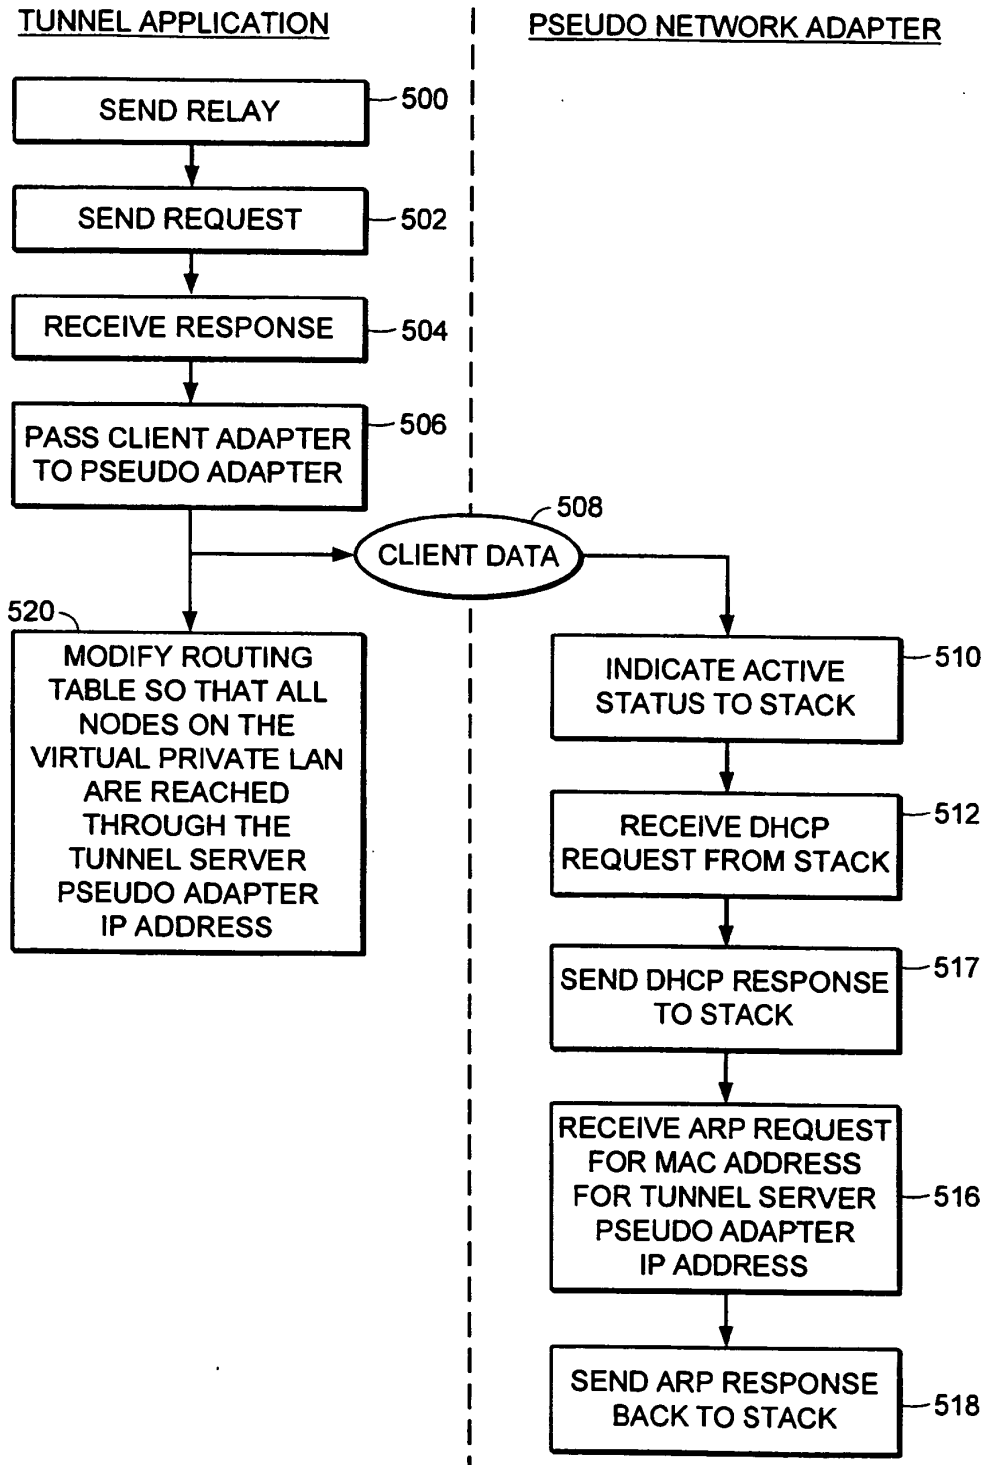 TUNNEL APPLICATION
PSEUDO NETWORK ADAPTER
SEND RELAY
500
SEND REQUEST
502
RECEIVE RESPONSE
504
PASS CLIENT ADAPTER
TO PSEUDO ADAPTER
506
CLIENT DATA
508
520
MODIFY ROUTING
TABLE SO THAT ALL
NODES ON THE
VIRTUAL PRIVATE LAN
ARE REACHED
THROUGH THE
TUNNEL SERVER
PSEUDO ADAPTER
IP ADDRESS
INDICATE ACTIVE
STATUS TO STACK
510
RECEIVE DHCP
REQUEST FROM STACK
512
SEND DHCP RESPONSE
TO STACK
517
RECEIVE ARP REQUEST
FOR MAC ADDRESS
FOR TUNNEL SERVER
PSEUDO ADAPTER
IP ADDRESS
516
SEND ARP RESPONSE
BACK TO STACK
518